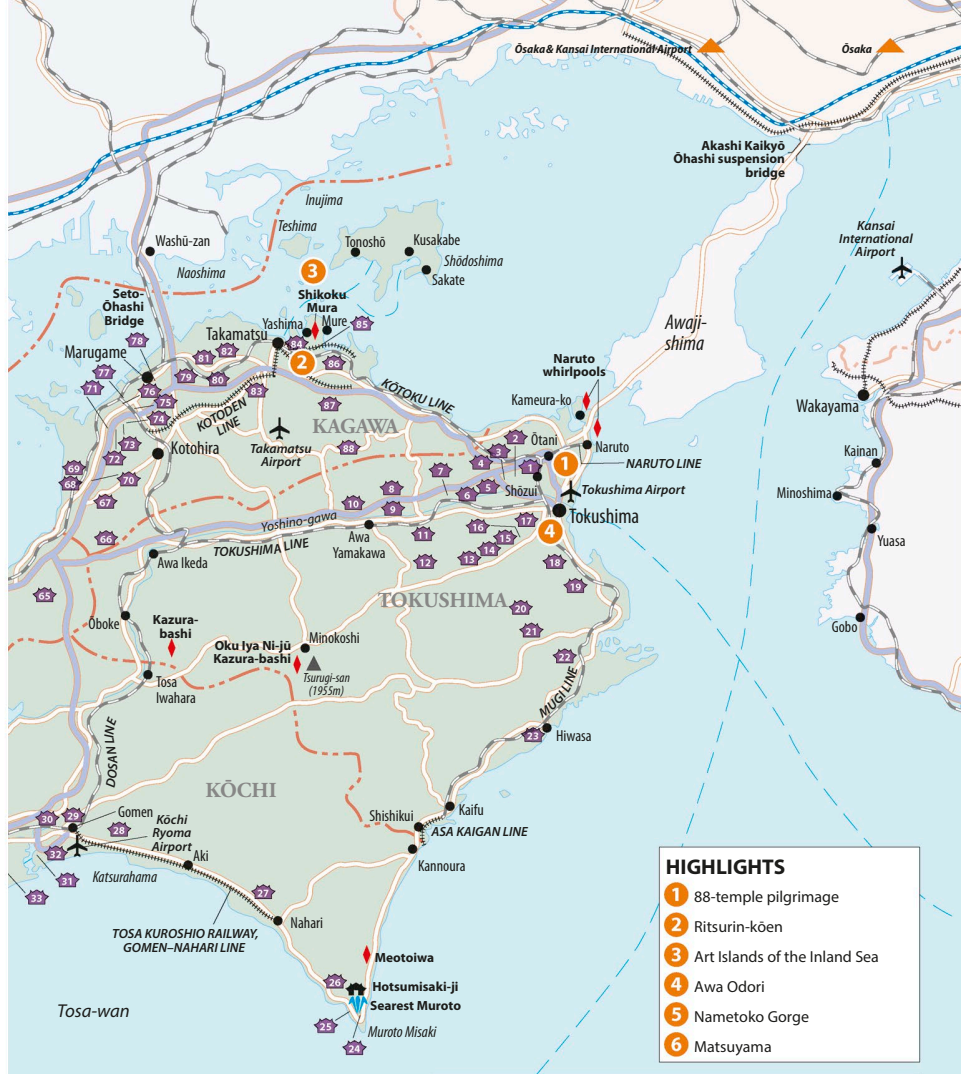 Ōsaka & Kansai International Airport
Ōsaka
Akashi Kaikyō
Ōhashi suspension
bridge
Inujima
Teshima
Tonoshō
Kusakabe
Washū-zan
Shōdoshima
Kansai
International
Airport
Naoshima
3
Sakate
Seto-
Ōhashi
Bridge
Shikoku
Mura
Yashima
Mure
85
Awaji-
shima
78
Takamatsu
84
81
82
Marugame
2
86
Naruto
whirlpools
77
79
80
71
76
83
KŌTOKU LINE
Kameura-ko
Wakayama
75
87
74
KOTODEN
LINE
KAGAWA
2
Ōtani
Naruto
73
Kotohira
Takamatsu
Airport
88
3
Kainan
72
4
1
1
NARUTO LINE
69
7
68
70
8
6
5
Shōzui
Tokushima Airport
Minoshima
67
10
9
Yoshino-gawa
17
Tokushima
66
TOKUSHIMA LINE
Awa
Yamakawa
11
16
15
4
Yuasa
Awa Ikeda
14
12
13
18
65
19
TOKUSHIMA
20
Ōboke
Kazura-
bashi
21
Gobo
Oku Iya Ni-jū
Kazura-bashi
Minokoshi
22
Tsurugi-san
(1955m)
Tosa
Iwahara
MUGI LINE
DOSAN LINE
23
Hiwasa
KŌCHI
Gomen
Kaifu
30
29
Shishikui
28
Kōchi
Ryoma
Airport
ASA KAIGAN LINE
32
Aki
Kannoura
31
Katsurahama
33
27
TOSA KUROSHIO RAILWAY,
GOMEN–NAHARI LINE
Nahari
Meotoiwa
26
Hotsumisaki-ji
Searest Muroto
Tosa-wan
25
Muroto Misaki
24
HIGHLIGHTS
1 88-temple pilgrimage
2 Ritsurin-kōen
3 Art Islands of the Inland Sea
4 Awa Odori
5 Nametoko Gorge
6 Matsuyama